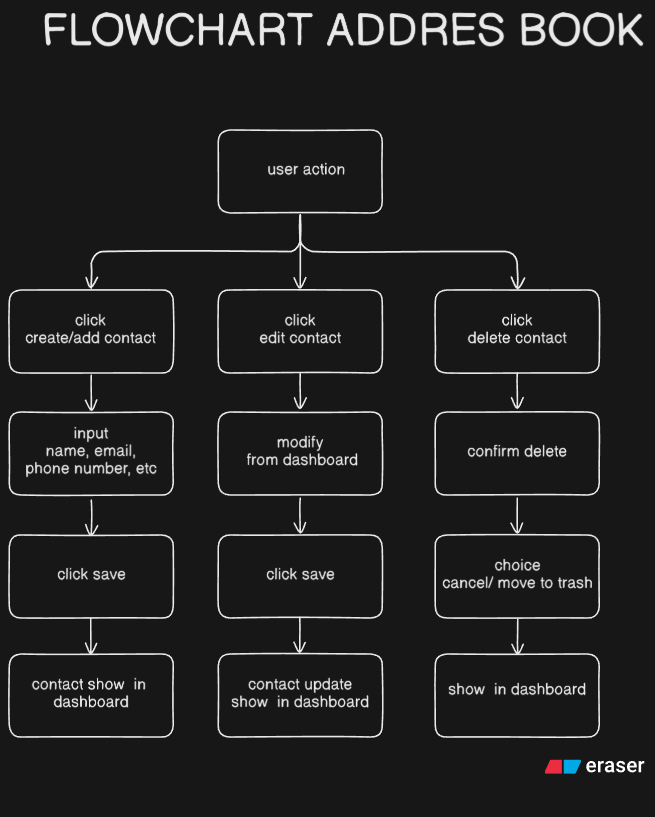 FLOWCHART ADDRES BOOK
user action
click
create/add contact
click
edit contact
click
delete contact
input
name, email,
phone number, etc
modify
from dashboard
confirm delete
click save
click save
choice
cancel/ move to trash
contact show in
dashboard
contact update
show in dashboard
show in dashboard
eraser